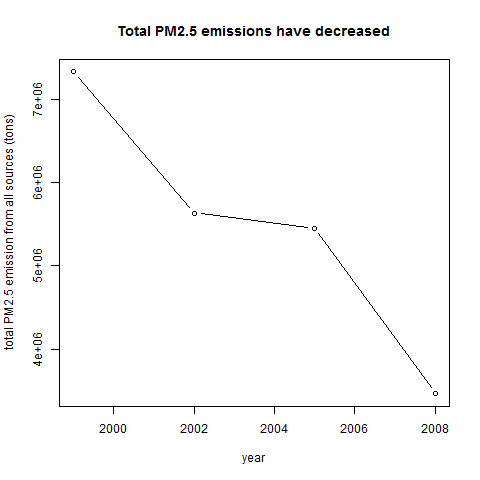 Total PM2.5 emissions have decreased
total PM2.5 emission from all sources (tons)
7e+06
6e+06
5e+06
4e+06
2000 2002 2004 2006 2008
year